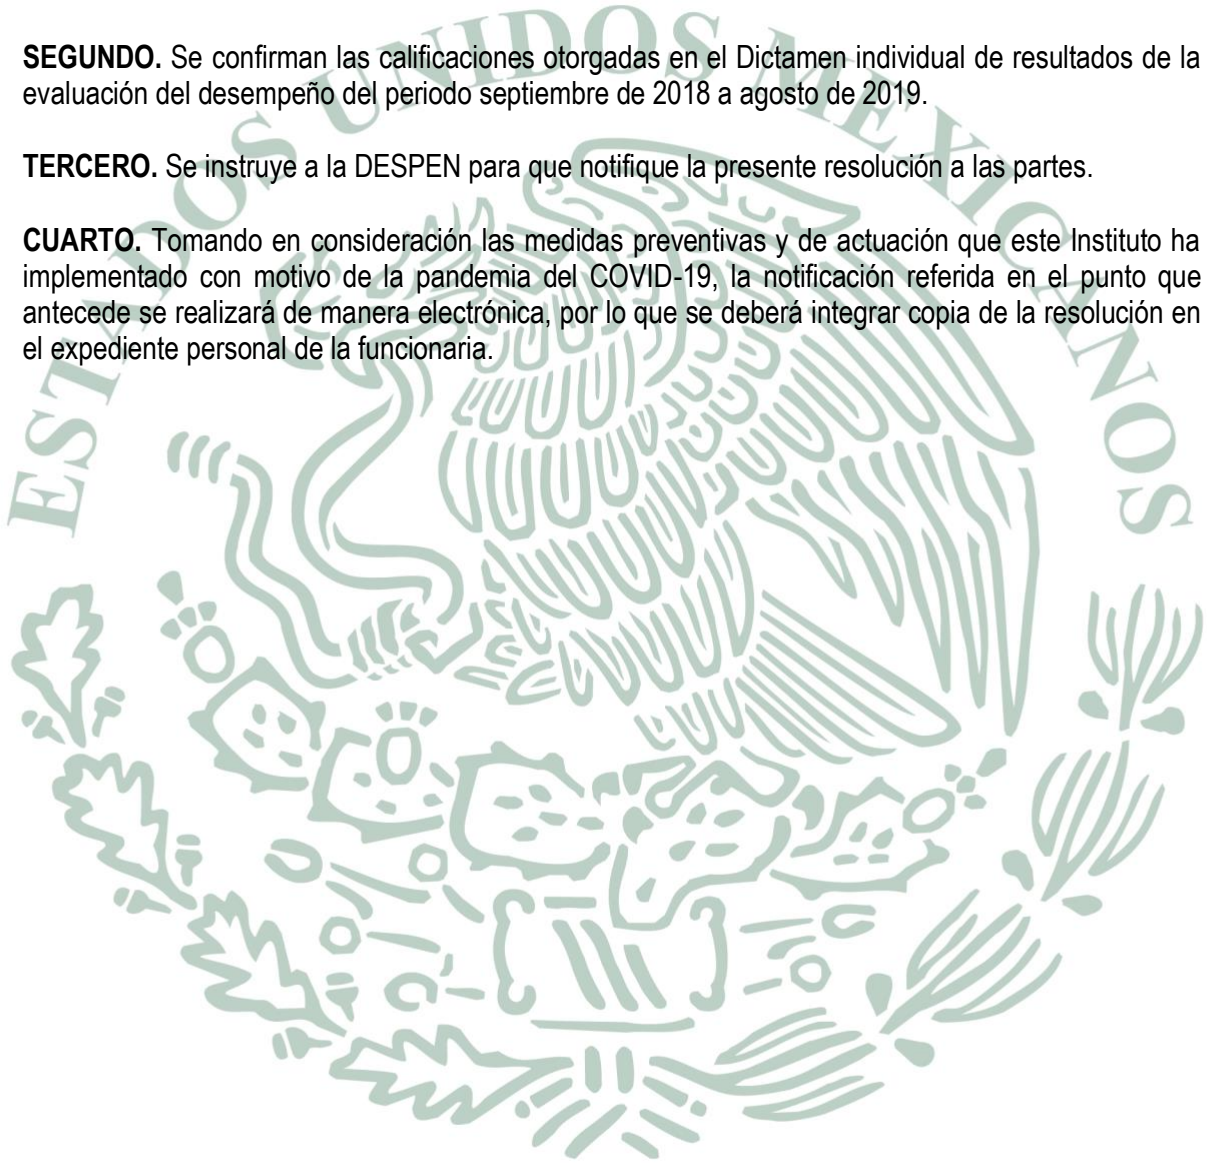 SEGUNDO. Se confirman las calificaciones otorgadas en el Dictamen individual de resultados de la
evaluación del desempeño del periodo septiembre de 2018 a agosto de 2019.
TERCERO. Se instruye a la DESPEN para que notifique la presente resolución a las partes.
CUARTO. Tomando en consideración las medidas preventivas y de actuación que este Instituto ha
implementado con motivo de la pandemia del COVID-19, la notificación referida en el punto que
antecede se realizará de manera electrónica, por lo que se deberá integrar copia de la resolución en
el expediente personal de la funcionaria.
ESTADOS UNIDOS MEXICANOS